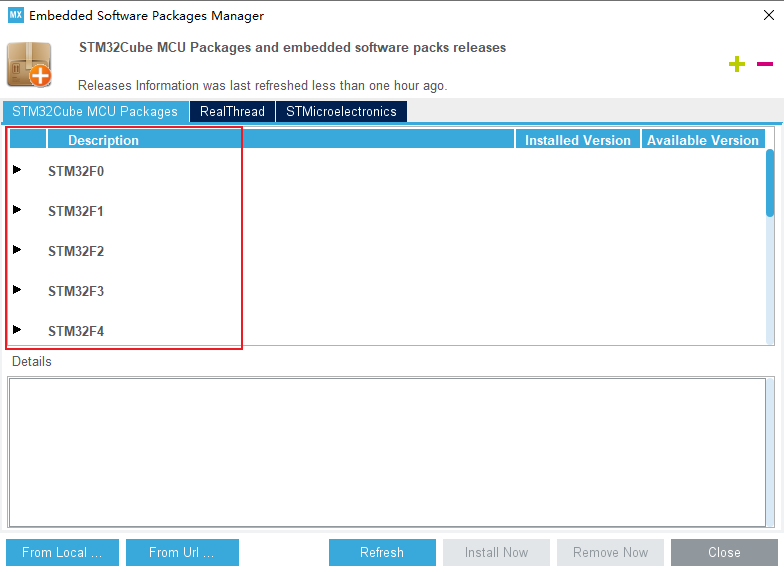 MX Embedded Software Packages Manager
STM32Cube MCU Packages and embedded software packs releases
Releases Information was last refreshed less than one hour ago.
STM32Cube MCU Packages RealThread STMicroelectronics
Description Installed Version Available Version
STM32F0
STM32F1
STM32F2
STM32F3
STM32F4
Details
From Local ... From Url ... Refresh Install Now Remove Now Close